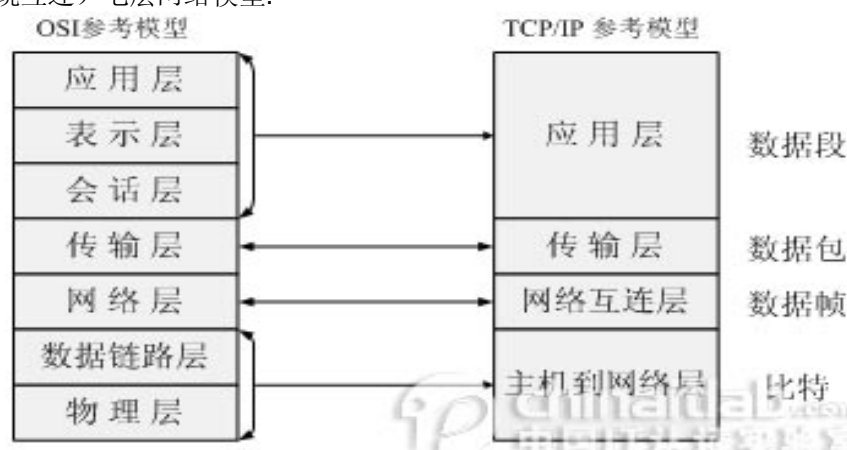 OSI参考模型
TCP/IP 参考模型
应用层
表示层
会话层
传输层
网络层
数据链路层
物理层
应用层
传输层
网络互连层
主机到网络层
数据段
数据包
数据帧
比特